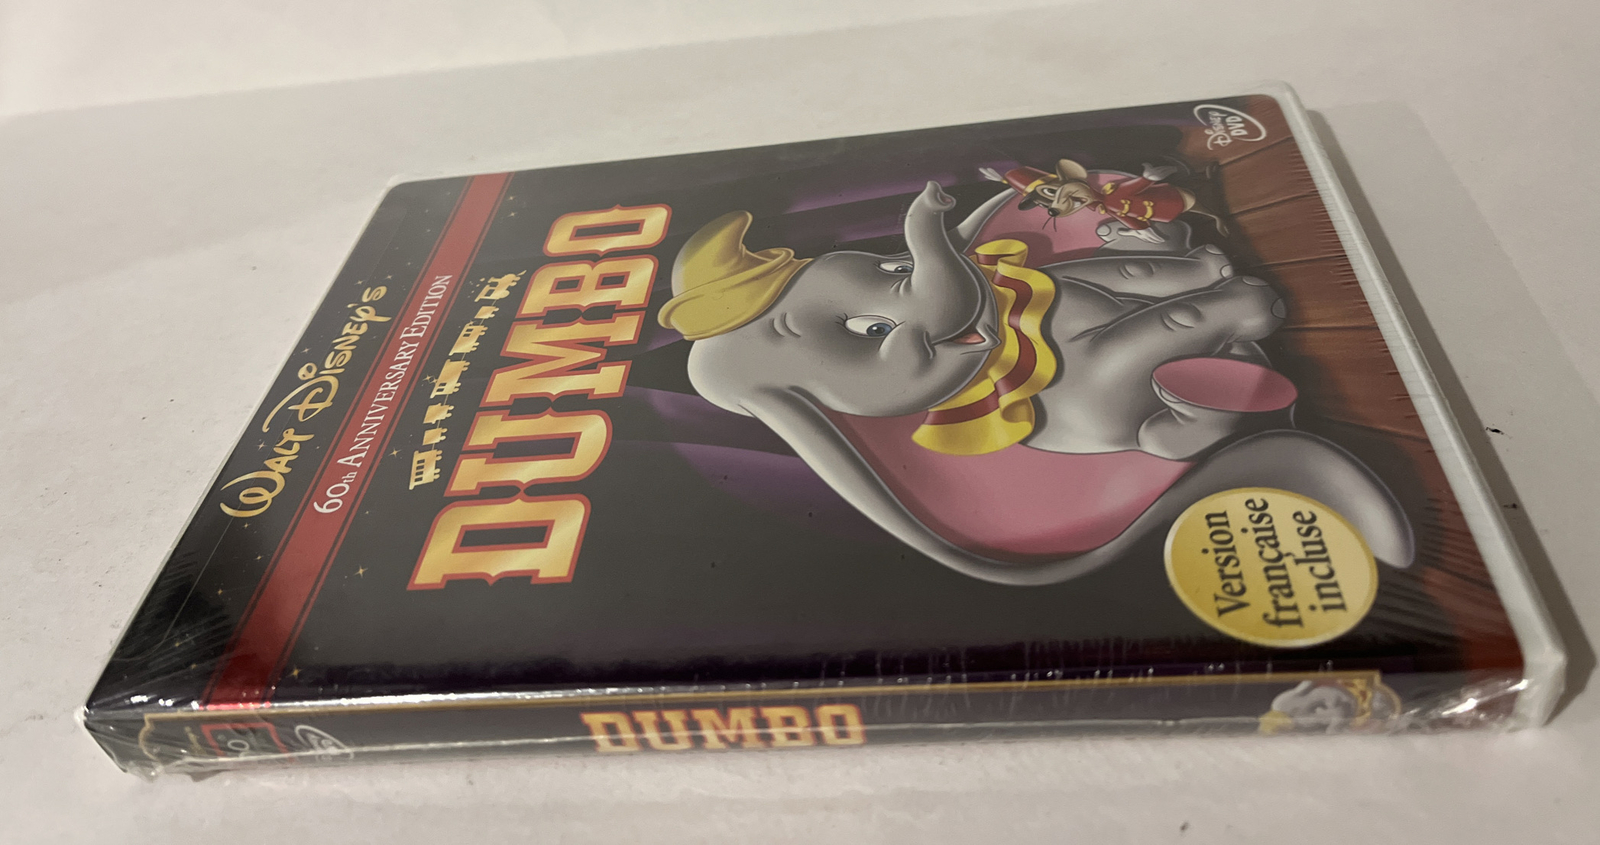 WALT DISNEY'S
60th ANNIVERSARY EDITION
DUMBO
DISNEY
DVD
Version
française
incluse
DUMBO